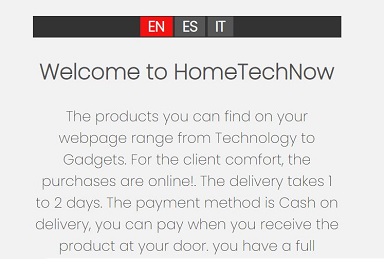 EN ES IT
Welcome to HomeTechNow
The products you can find on your
webpage range from Technology to
Gadgets. For the client comfort, the
purchases are online!. The delivery takes 1
to 2 days. The payment method is Cash on
delivery, you can pay when you receive the
product at your door. you have a full